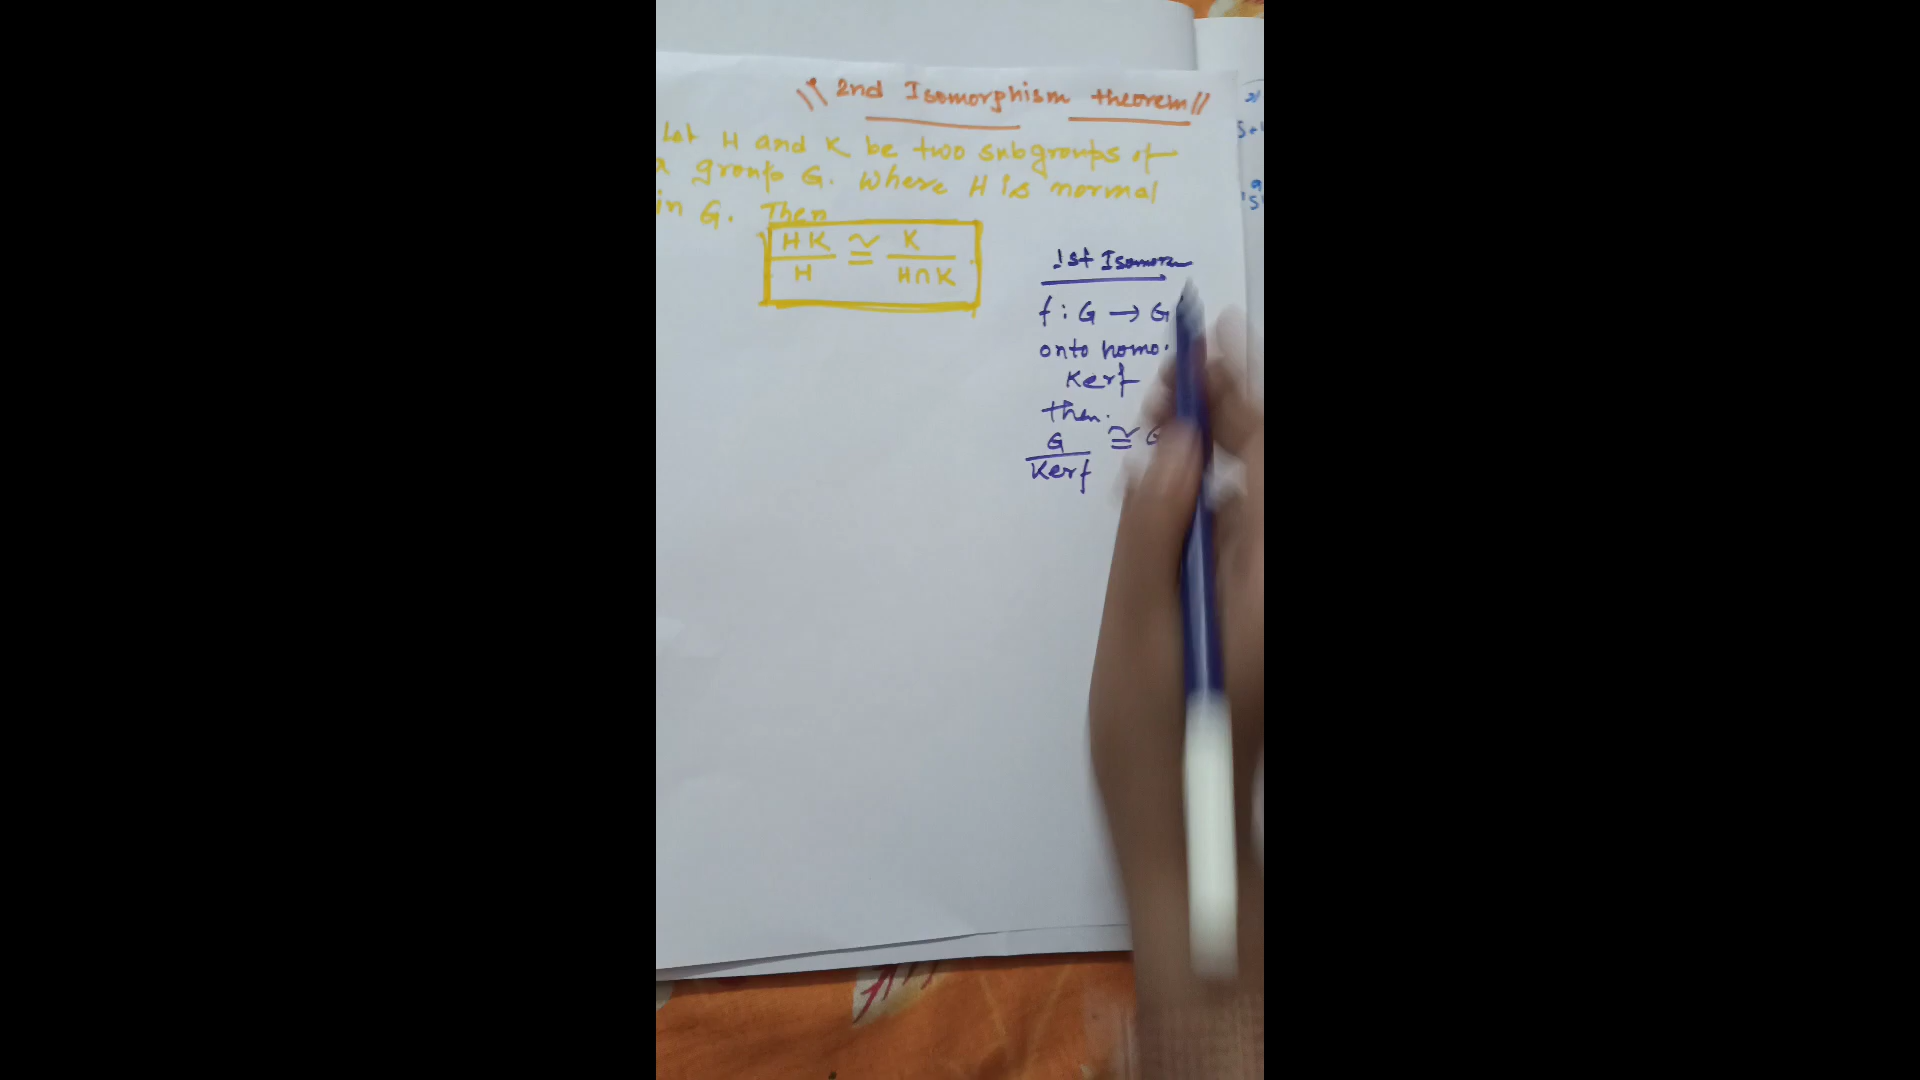 \\ 2nd Isomorphism theorem //
Let H and K be two subgroups of
a group G. Where H is normal
in G. Then
HK/H ≅ K/H∩K
1st Isomor
f : G → G
onto homo.
Kerf
then.
G/Kerf ≅ G